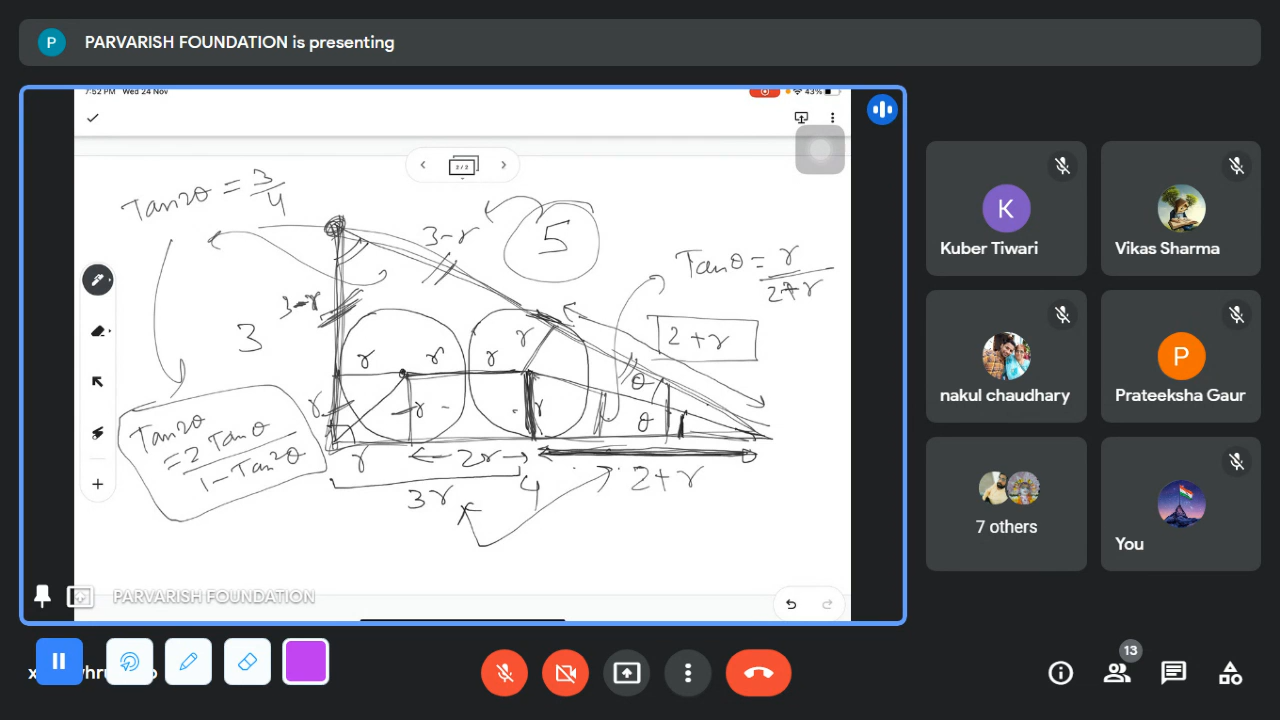 P PARVARISH FOUNDATION is presenting
7:52 PM Wed 24 Nov
43%
Tan2θ = 3/4
3-r
5
Tanθ = r/2+r
3-r
2+r
3
r
r
r
r
θ
θ
r
r
r
Tan2θ
= 2Tanθ/1-Tan²θ
r
2r
4
2+r
3r
PARVARISH FOUNDATION
K
Kuber Tiwari
Vikas Sharma
nakul chaudhary
P
Prateeksha Gaur
7 others
You
13